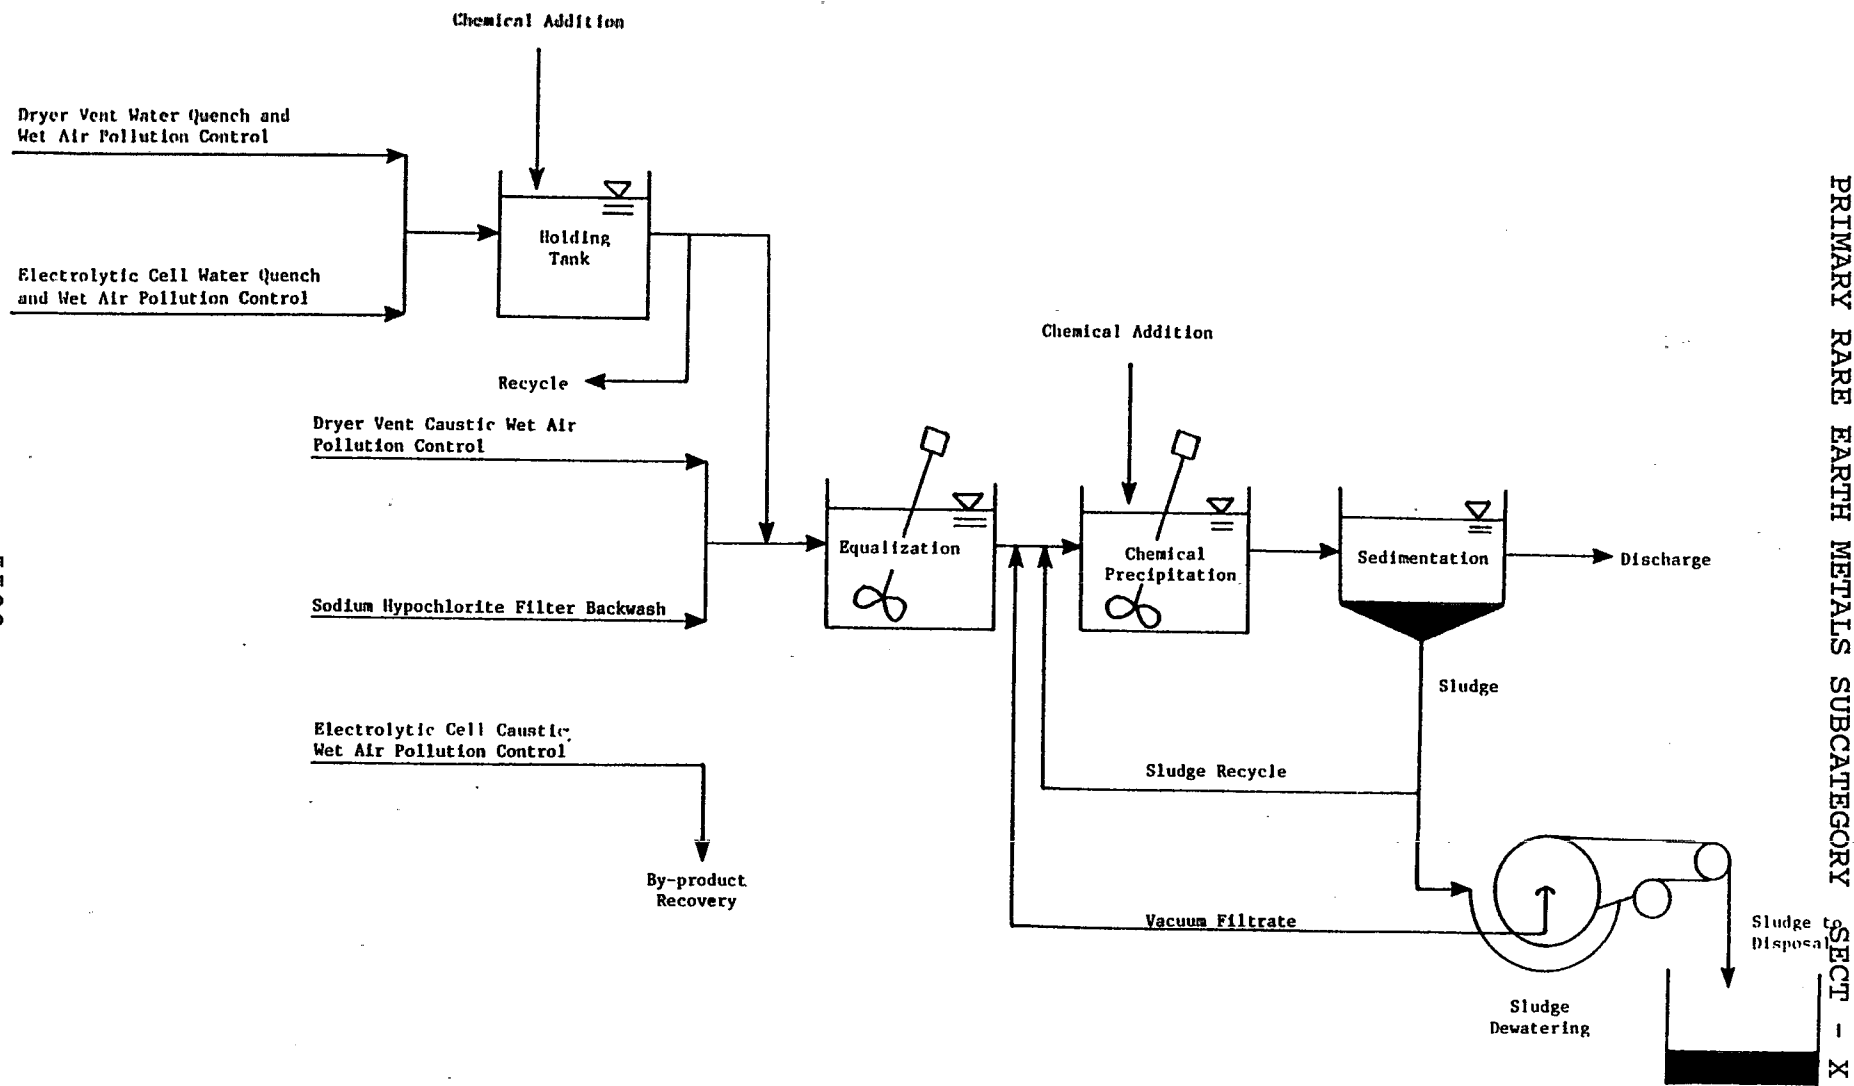 Chemical Addition
Dryer Vent Water Quench and
Wet Air Pollution Control
Electrolytic Cell Water Quench
and Wet Air Pollution Control
Holding
Tank
Recycle
Chemical Addition
Dryer Vent Caustic Wet Air
Pollution Control
Sodium Hypochlorite Filter Backwash
Equalization
Chemical
Precipitation
Sedimentation
Discharge
Sludge
Electrolytic Cell Caustic
Wet Air Pollution Control
By-product
Recovery
Sludge Recycle
Vacuum Filtrate
Sludge to
Disposal
Sludge
Dewatering
PRIMARY RARE EARTH METALS SUBCATEGORY SECT - X